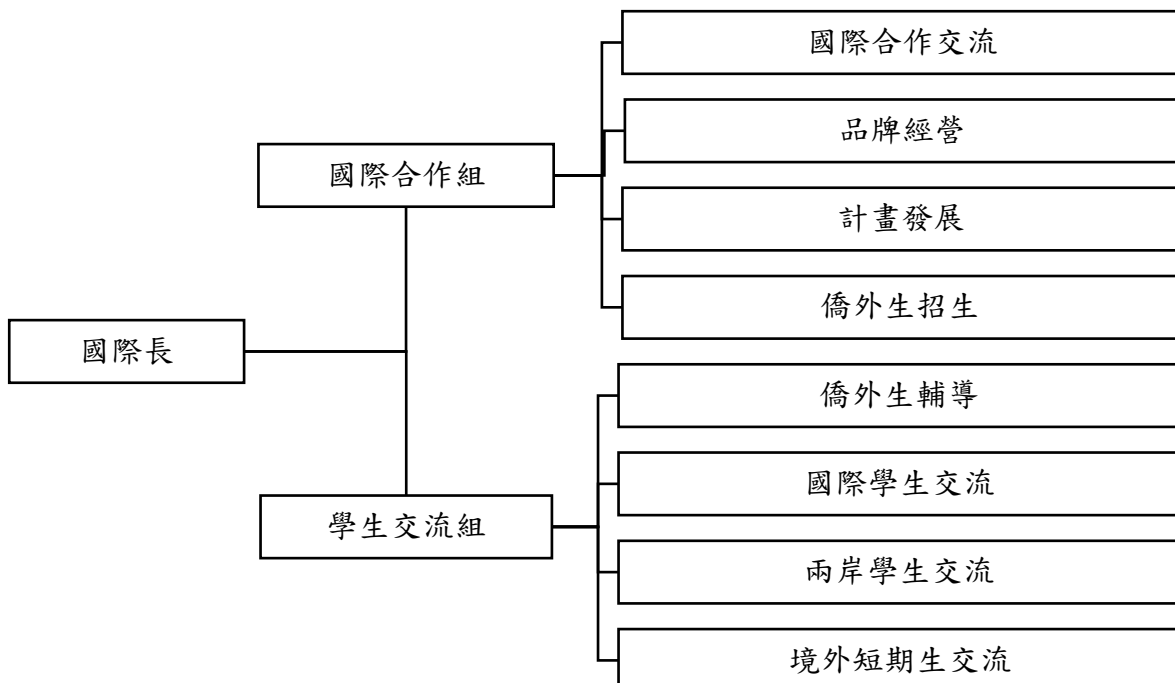 國際長
國際合作組
國際合作交流
品牌經營
計畫發展
僑外生招生
學生交流組
僑外生輔導
國際學生交流
兩岸學生交流
境外短期生交流